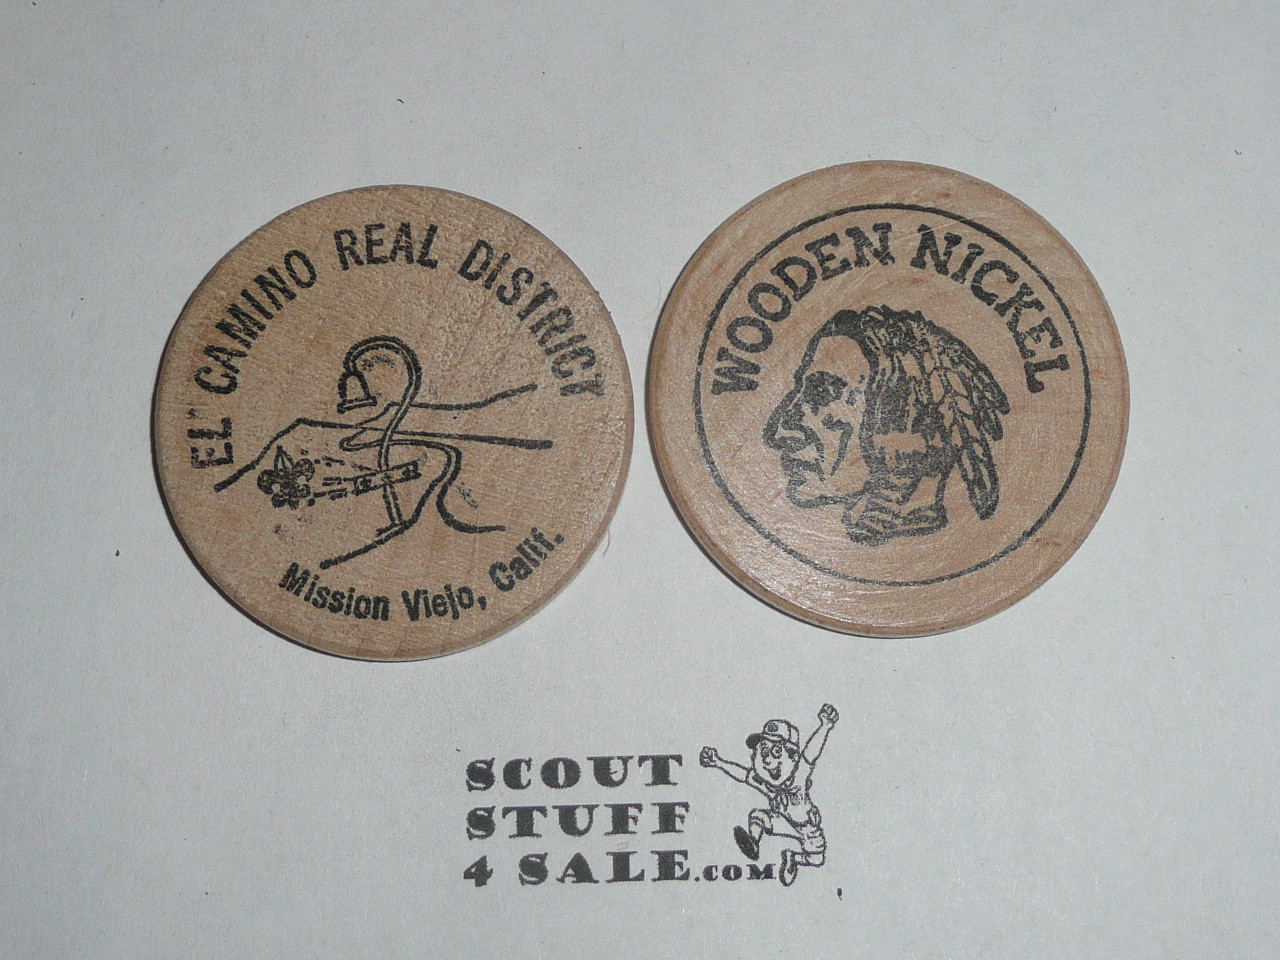 EL CAMINO REAL DISTRICT
Mission Viejo, Calif.
WOODEN NICKEL
SCOUT
STUFF
4 SALE.COM